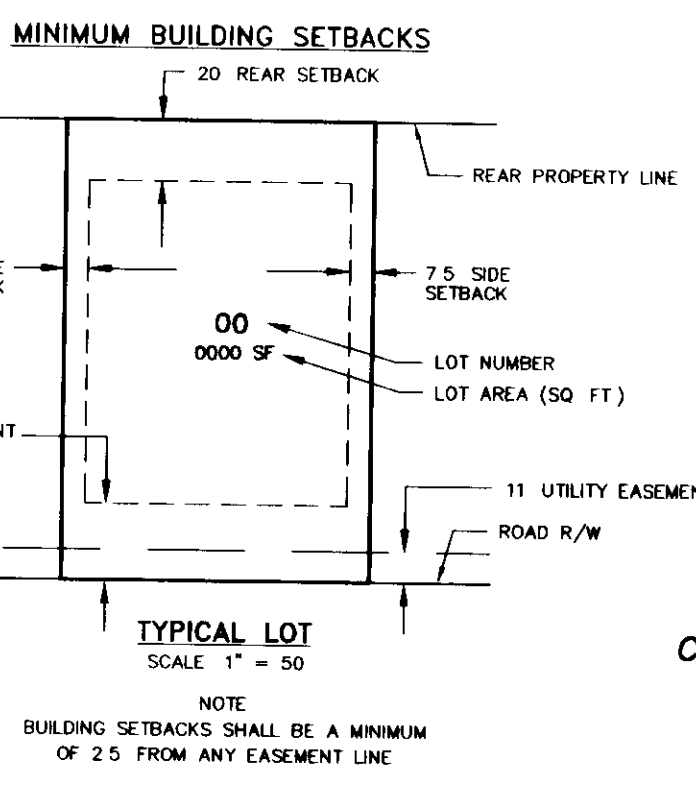 MINIMUM BUILDING SETBACKS
20 REAR SETBACK
REAR PROPERTY LINE
7 5 SIDE
SETBACK
00
0000 SF
LOT NUMBER
LOT AREA (SQ FT)
11 UTILITY
ROAD R/W
TYPICAL LOT
SCALE 1" = 50
NOTE
BUILDING SETBACKS SHALL BE A MINIMUM
OF 2 5 FROM ANY EASEMENT LINE